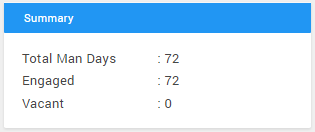 Summary
Total Man Days : 72
Engaged : 72
Vacant : 0